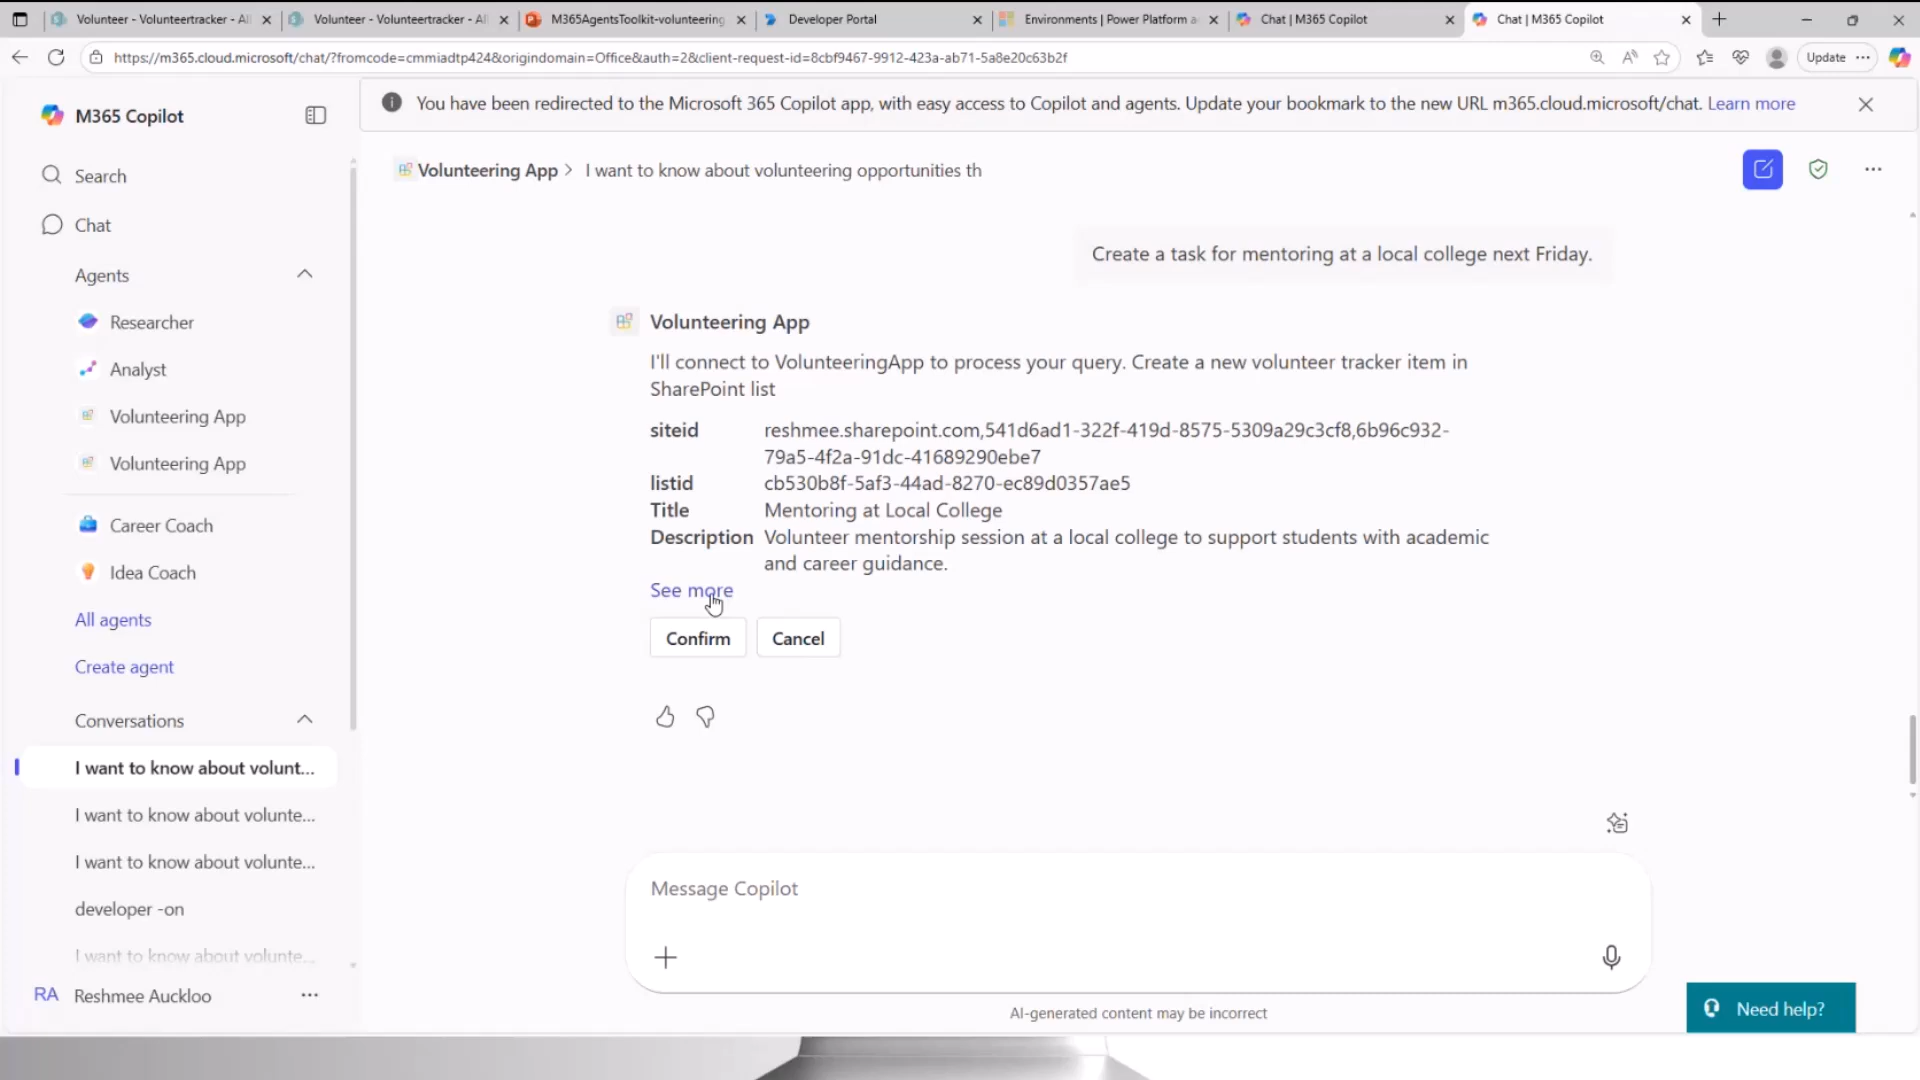 Volunteer - Volunteertracker - Al
Volunteer - Volunteertracker - Al
M365AgentsToolkit-volunteering
Developer Portal
Environments | Power Platform a
Chat | M365 Copilot
Chat | M365 Copilot
https://m365.cloud.microsoft/chat/?fromcode=cmmiadtp424&origindomain=Office&auth=2&client-request-id=8cbf9467-9912-423a-ab71-5a8e20c63b2f
Update
M365 Copilot
You have been redirected to the Microsoft 365 Copilot app, with easy access to Copilot and agents. Update your bookmark to the new URL m365.cloud.microsoft/chat. Learn more
Search
Chat
Agents
Researcher
Analyst
Volunteering App
Volunteering App
Career Coach
Idea Coach
All agents
Create agent
Conversations
I want to know about volunt...
I want to know about volunte...
I want to know about volunte...
developer -on
I want to know about volunte...
RA Reshmee Auckloo
Volunteering App > I want to know about volunteering opportunities th
Create a task for mentoring at a local college next Friday.
Volunteering App
I'll connect to VolunteeringApp to process your query. Create a new volunteer tracker item in
SharePoint list
siteid reshmee.sharepoint.com,541d6ad1-322f-419d-8575-5309a29c3cf8,6b96c932-
79a5-4f2a-91dc-41689290ebe7
listid cb530b8f-5af3-44ad-8270-ec89d0357ae5
Title Mentoring at Local College
Description Volunteer mentorship session at a local college to support students with academic
and career guidance.
See more
Confirm Cancel
Message Copilot
AI-generated content may be incorrect
Need help?